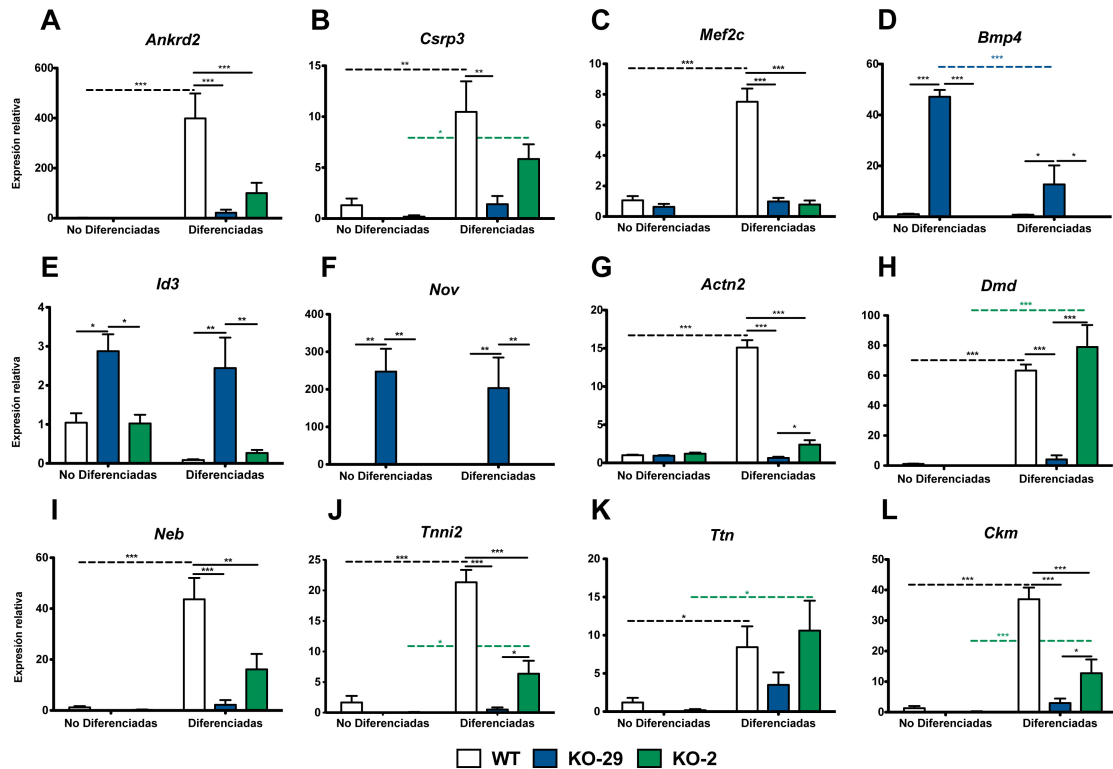 A
Ankrd2
Expresión relativa
600
400
200
0
***
***
***
No Diferenciadas
Diferenciadas
B
Csrp3
15
10
5
0
**
**
*
No Diferenciadas
Diferenciadas
C
Mef2c
10
8
6
4
2
0
***
***
***
No Diferenciadas
Diferenciadas
D
Bmp4
60
40
20
0
***
***
***
*
*
No Diferenciadas
Diferenciadas
E
Id3
Expresión relativa
4
3
2
1
0
*
*
**
**
No Diferenciadas
Diferenciadas
F
Nov
400
300
200
100
0
**
**
**
**
No Diferenciadas
Diferenciadas
G
Actn2
20
15
10
5
0
***
***
***
*
No Diferenciadas
Diferenciadas
H
Dmd
100
80
60
40
20
0
***
***
***
***
No Diferenciadas
Diferenciadas
I
Neb
Expresión relativa
60
40
20
0
***
**
***
No Diferenciadas
Diferenciadas
J
Tnni2
25
20
15
10
5
0
***
***
***
*
*
No Diferenciadas
Diferenciadas
K
Ttn
20
15
10
5
0
*
*
No Diferenciadas
Diferenciadas
L
Ckm
50
40
30
20
10
0
***
***
***
***
*
No Diferenciadas
Diferenciadas
WT KO-29 KO-2